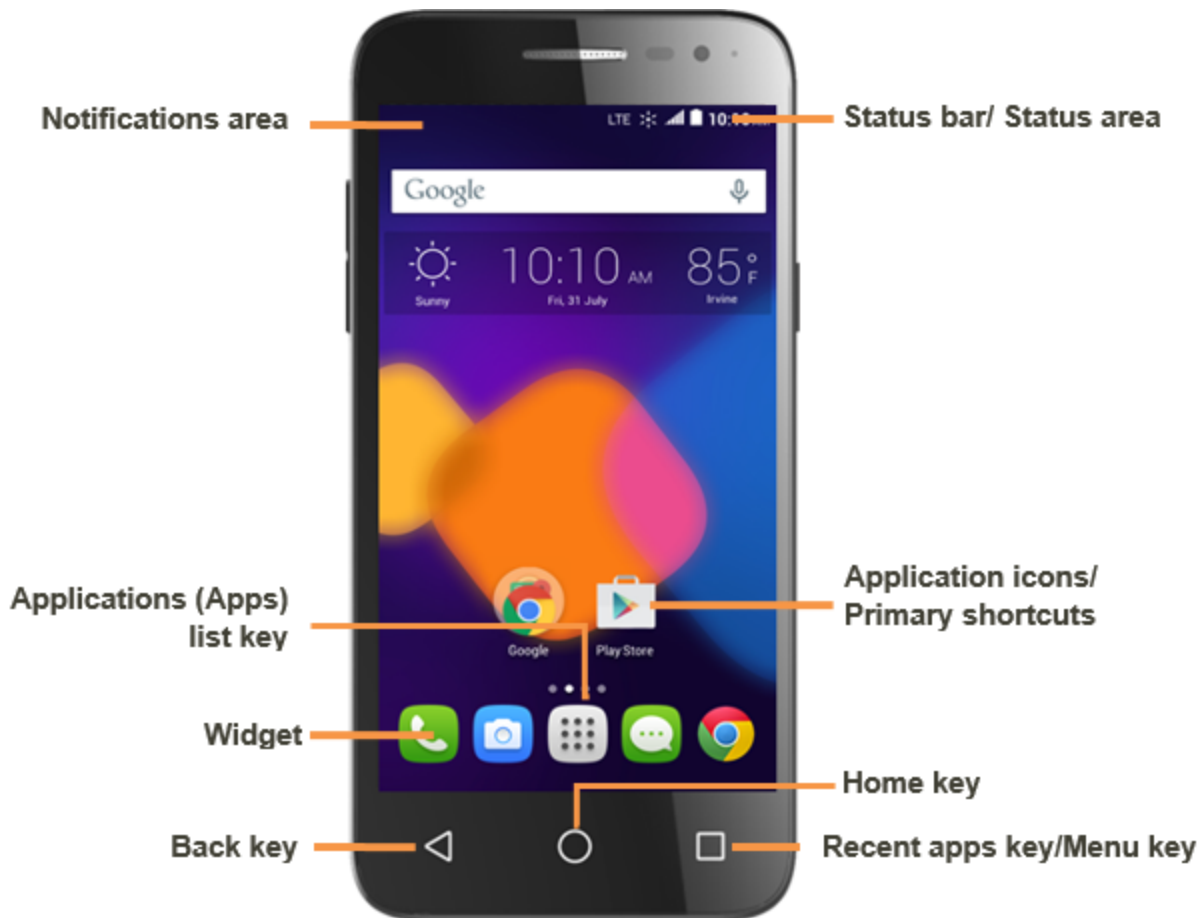 Notifications area
Status bar/ Status area
LTE
Google
10:10 AM
85°F
Sunny
Fri, 31 July
Irvine
Applications (Apps)
list key
Application icons/
Primary shortcuts
Google
Play Store
Widget
Home key
Back key
Recent apps key/Menu key